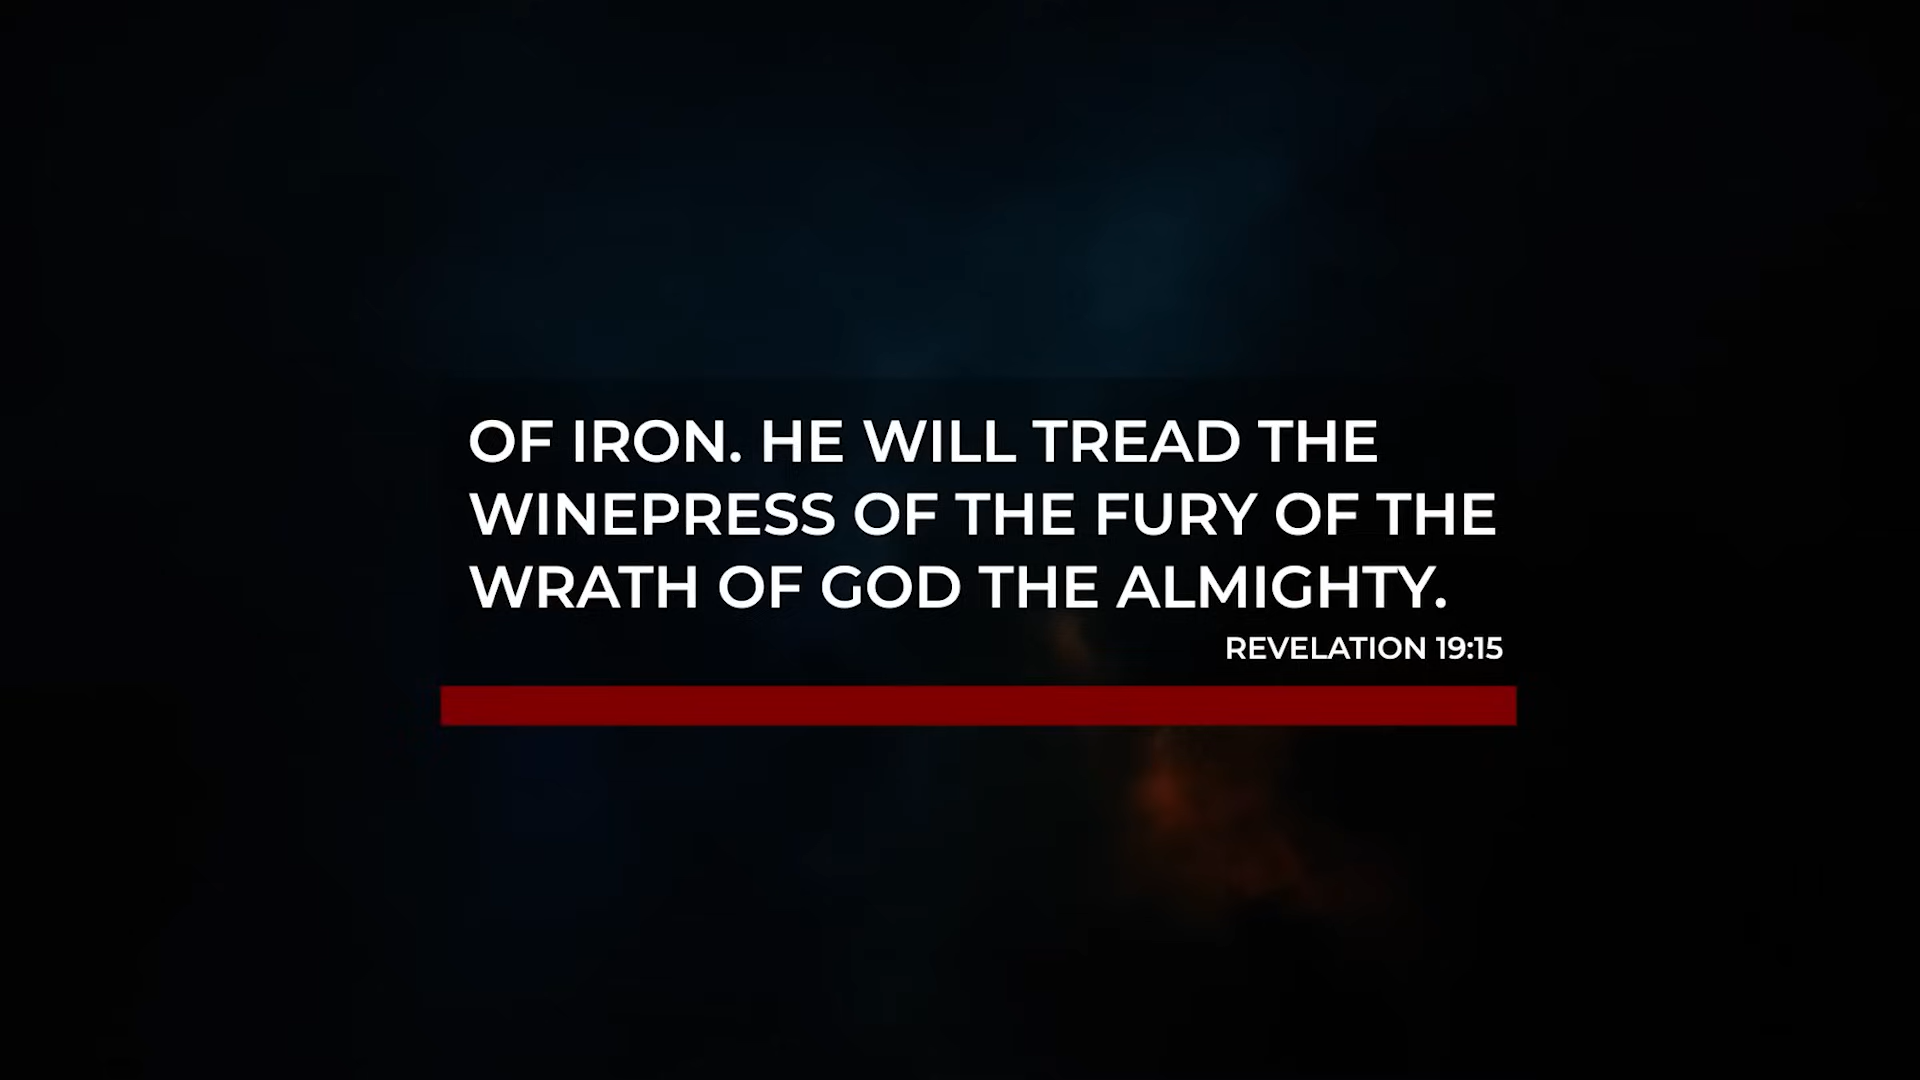 OF IRON. HE WILL TREAD THE
WINEPRESS OF THE FURY OF THE
WRATH OF GOD THE ALMIGHTY.
REVELATION 19:15